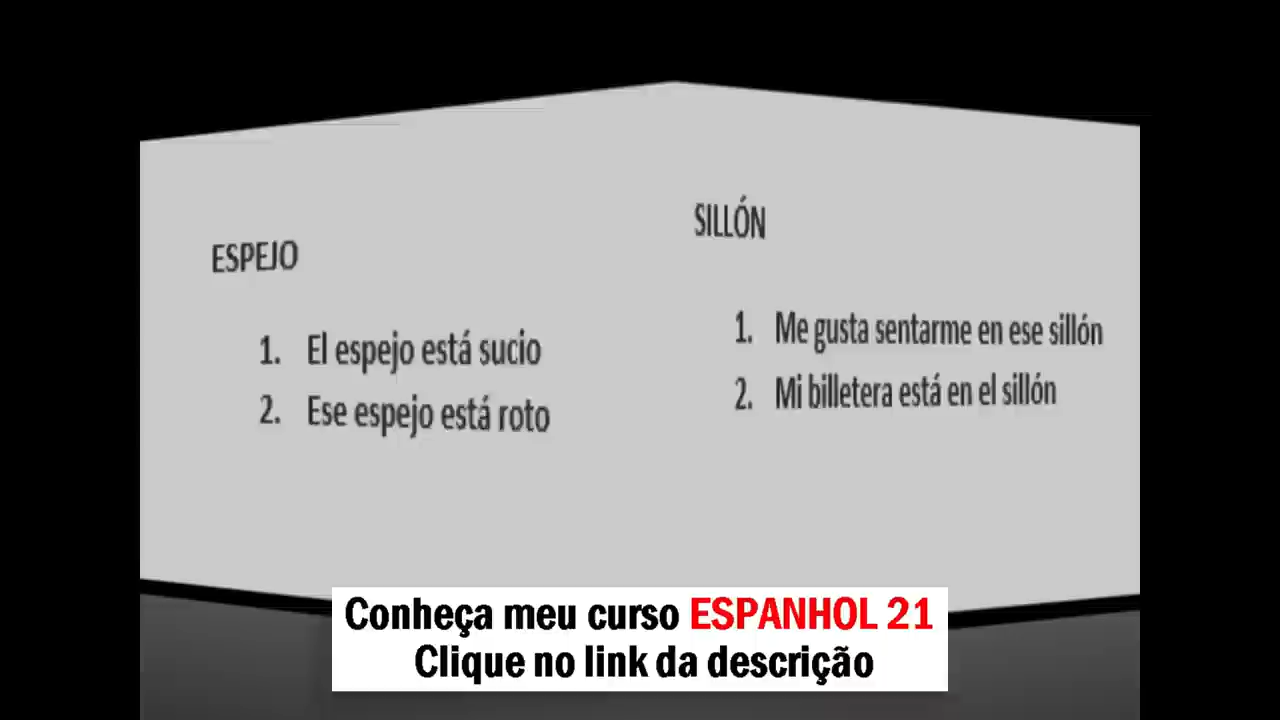 ESPEJO
1. El espejo está sucio
2. Ese espejo está roto
SILLÓN
1. Me gusta sentarme en ese sillón
2. Mi billetera está en el sillón
Conheça meu curso ESPANHOL 21
Clique no link da descrição